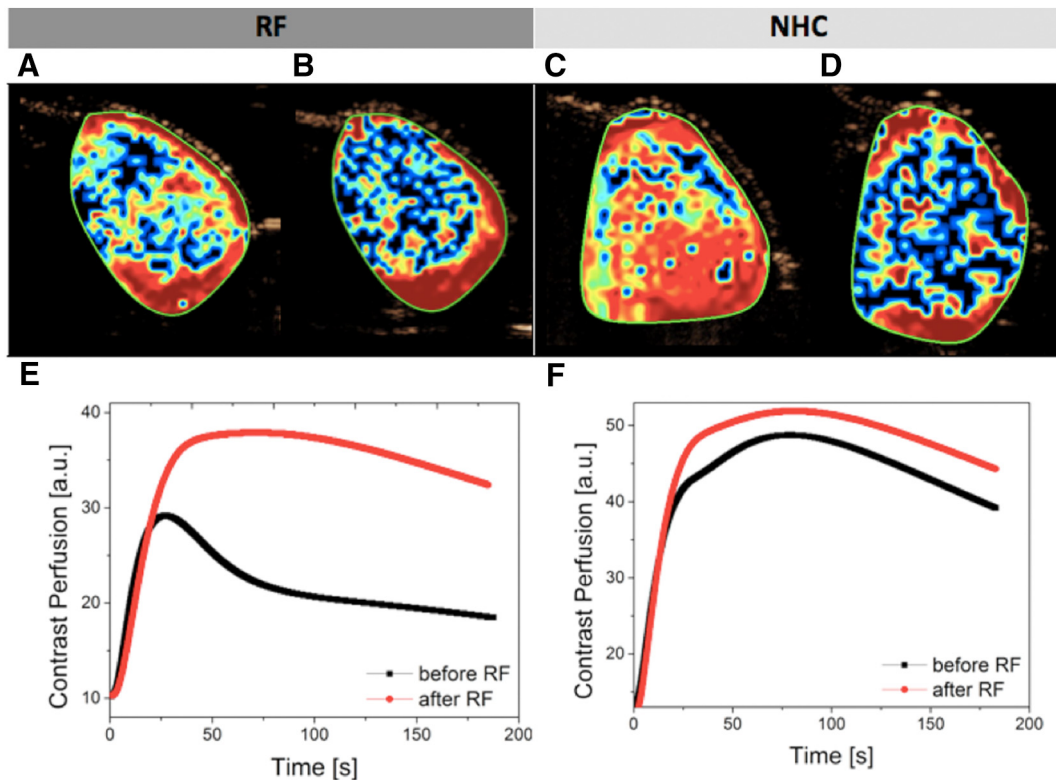 RF
NHC
A
B
C
D
E
F
40
30
20
10
0
50
100
150
200
Contrast Perfusion [a.u.]
Time [s]
before RF
after RF
50
40
30
20
0
50
100
150
200
Contrast Perfusion [a.u.]
Time [s]
before RF
after RF